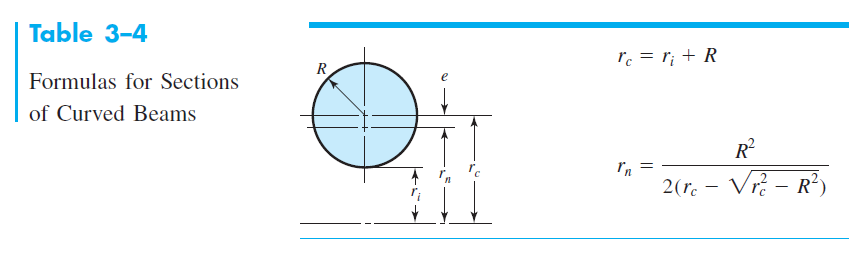 Table 3–4
Formulas for Sections
of Curved Beams
R
e
r_n
r_c
r_i
r_c = r_i + R
r_n = R² / 2(r_c − √(r_c² − R²))